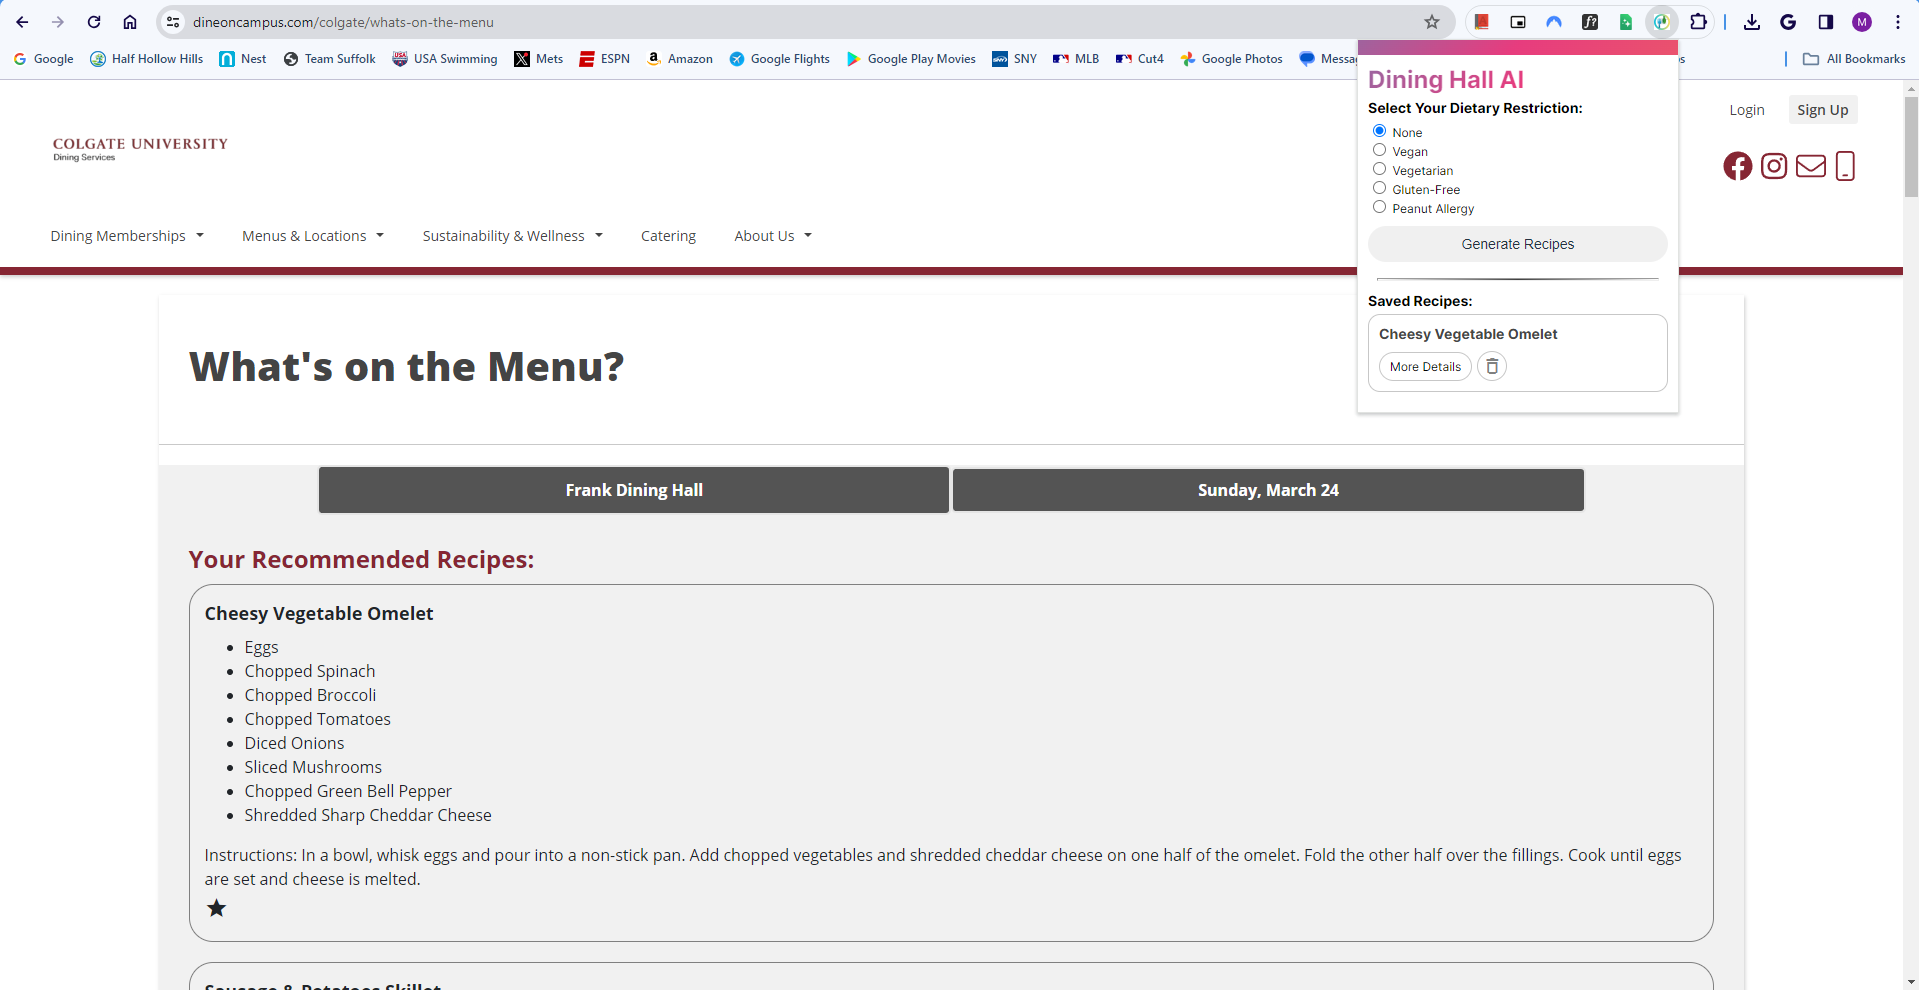 dineoncampus.com/colgate/whats-on-the-menu
f?
G
M
Google
Half Hollow Hills
Nest
Team Suffolk
USA Swimming
Mets
ESPN
Amazon
Google Flights
Google Play Movies
SNY
MLB
Cut4
Google Photos
All Bookmarks
Dining Hall AI
Select Your Dietary Restriction:
None
Vegan
Vegetarian
Gluten-Free
Peanut Allergy
Generate Recipes
Saved Recipes:
Cheesy Vegetable Omelet
More Details
Login
Sign Up
COLGATE UNIVERSITY
Dining Services
Dining Memberships
Menus & Locations
Sustainability & Wellness
Catering
About Us
What's on the Menu?
Frank Dining Hall
Sunday, March 24
Your Recommended Recipes:
Cheesy Vegetable Omelet
Eggs
Chopped Spinach
Chopped Broccoli
Chopped Tomatoes
Diced Onions
Sliced Mushrooms
Chopped Green Bell Pepper
Shredded Sharp Cheddar Cheese
Instructions: In a bowl, whisk eggs and pour into a non-stick pan. Add chopped vegetables and shredded cheddar cheese on one half of the omelet. Fold the other half over the fillings. Cook until eggs
are set and cheese is melted.
Sausage & Potatoes Skillet